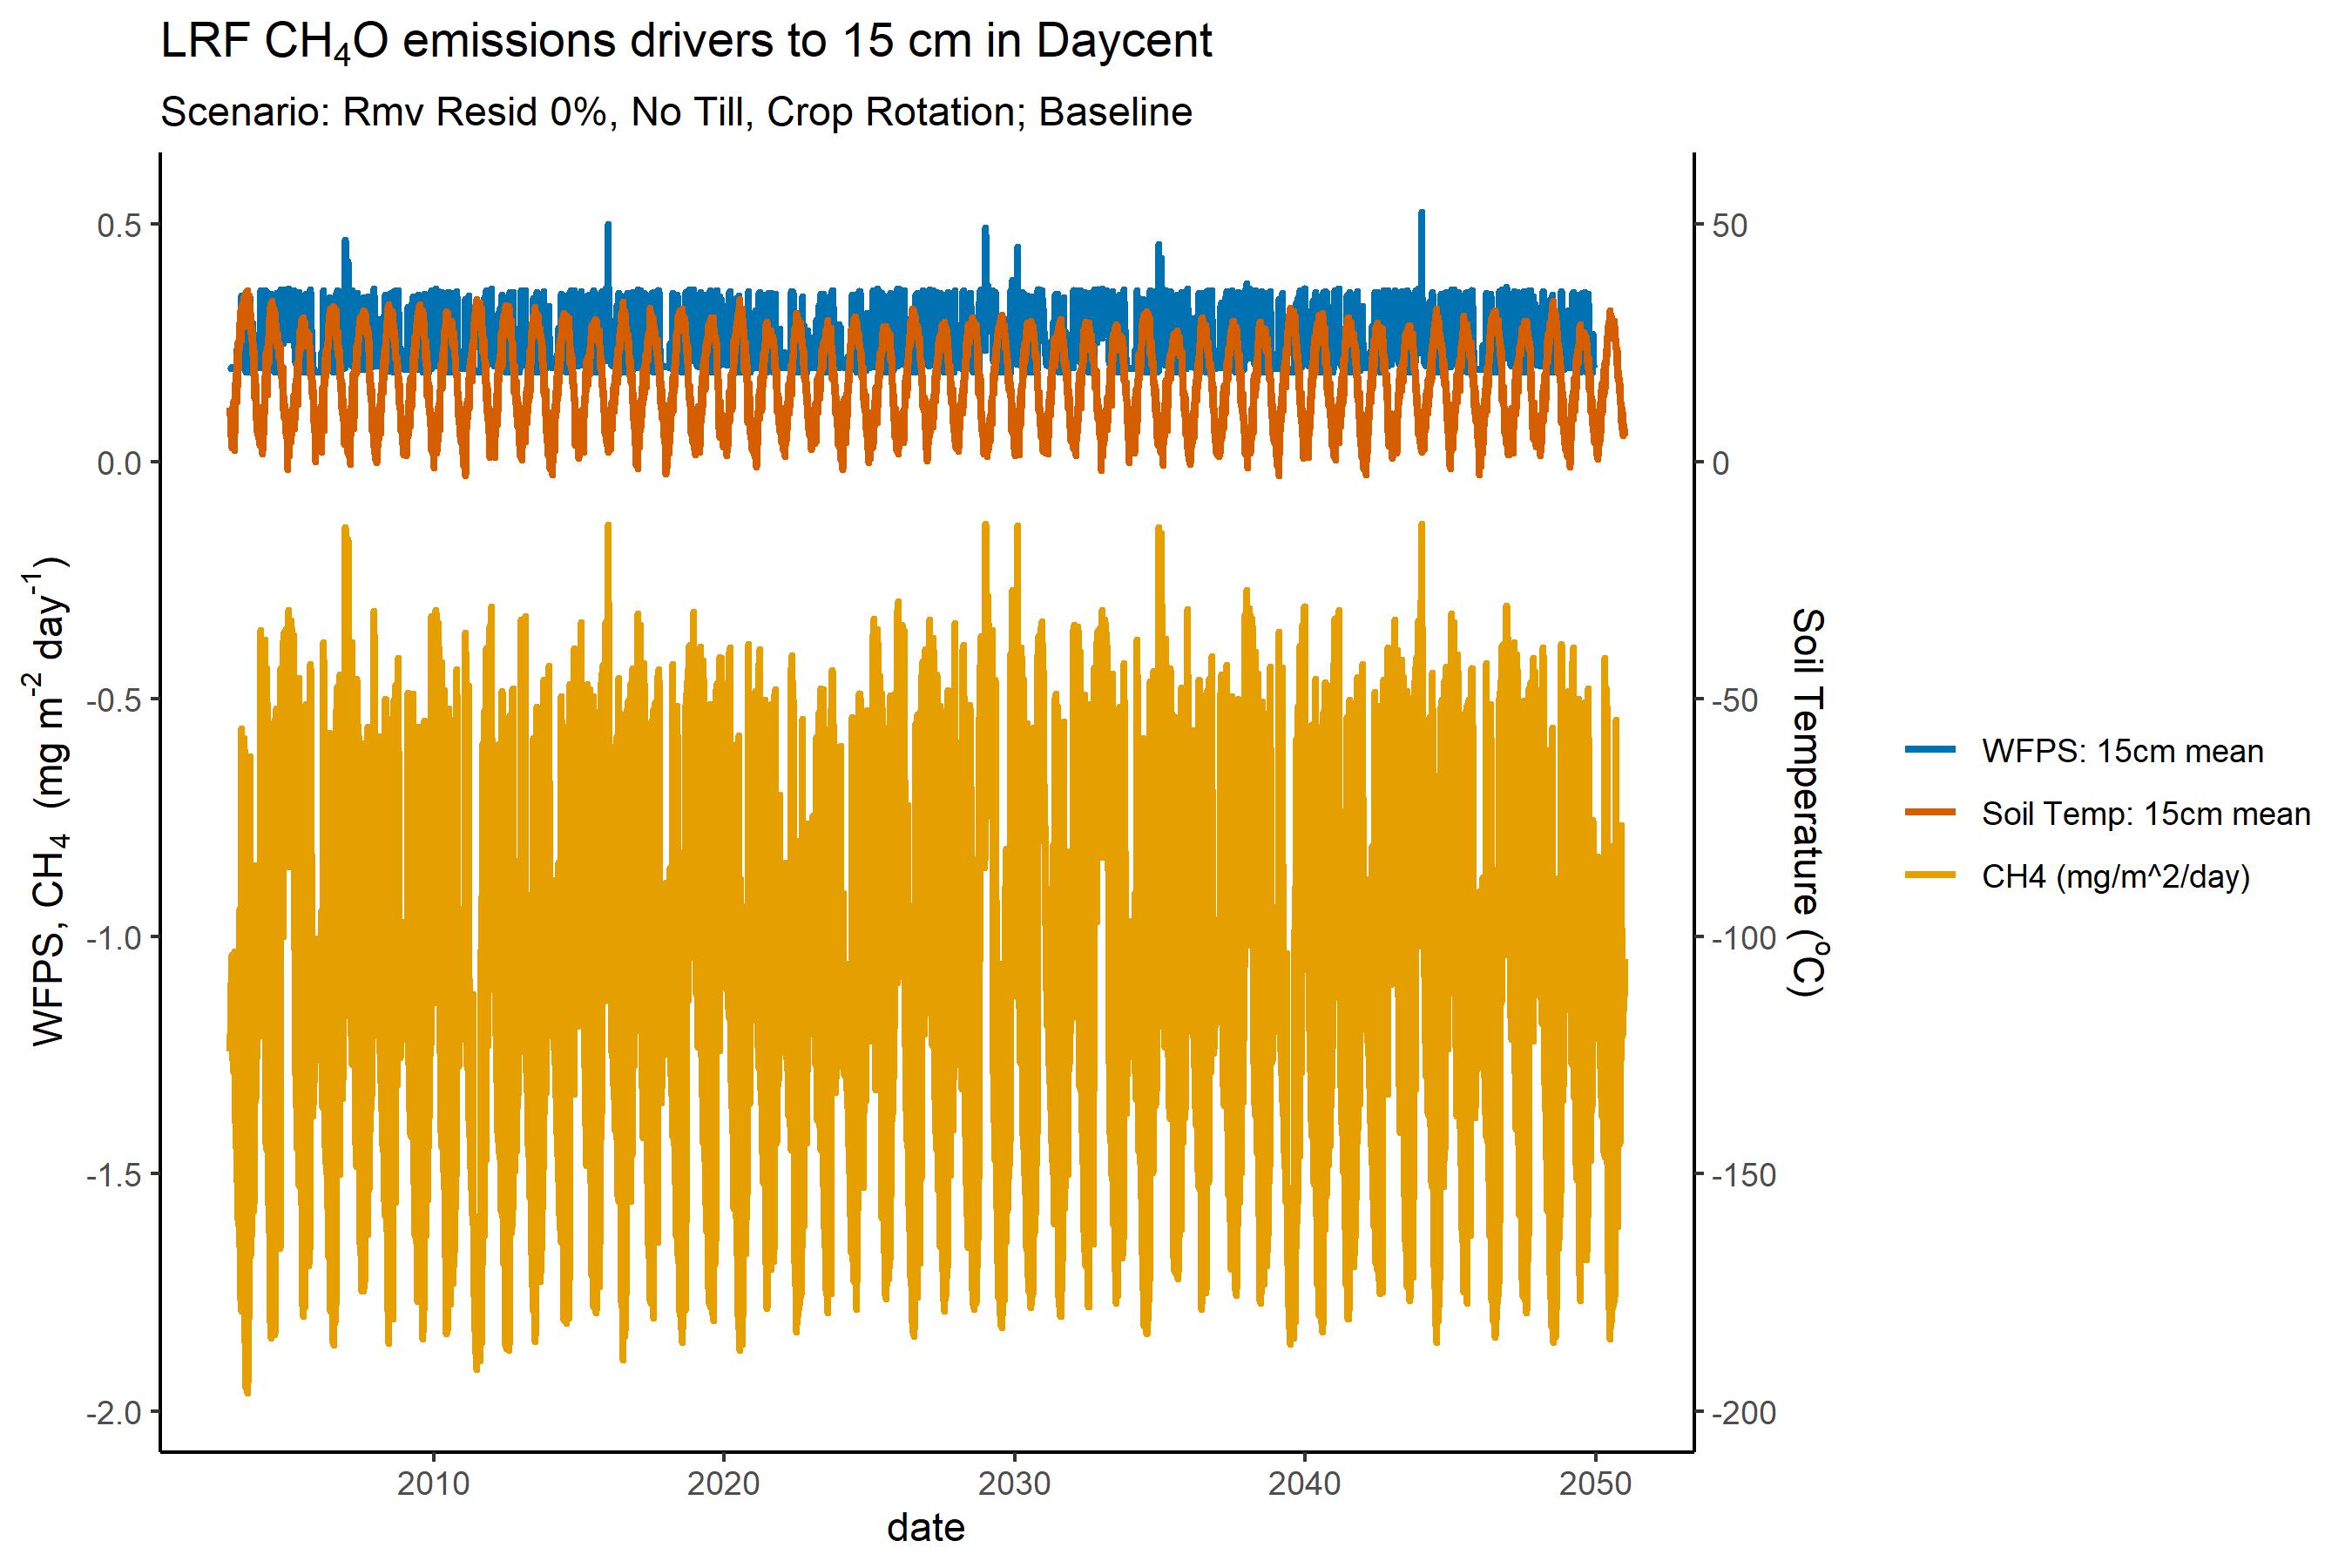 LRF CH₄O emissions drivers to 15 cm in Daycent
Scenario: Rmv Resid 0%, No Till, Crop Rotation; Baseline
WFPS, CH₄ (mg m⁻² day⁻¹)
0.5
0.0
-0.5
-1.0
-1.5
-2.0
50
0
-50
-100
-150
-200
Soil Temperature (°C)
2010
2020
2030
2040
2050
date
WFPS: 15cm mean
Soil Temp: 15cm mean
CH4 (mg/m^2/day)